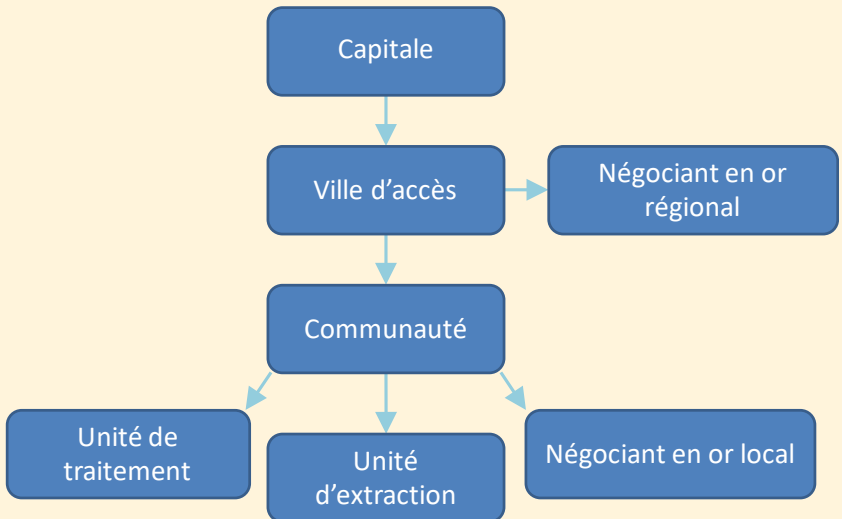 Capitale
Ville d’accès
Négociant en or
régional
Communauté
Unité de
traitement
Unité
d’extraction
Négociant en or local